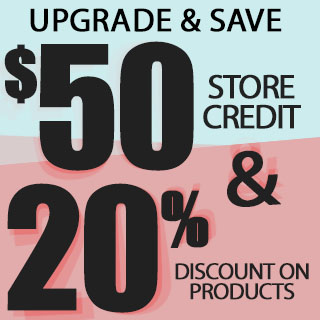 UPGRADE & SAVE
$50 STORE
CREDIT
&
20%
DISCOUNT ON
PRODUCTS